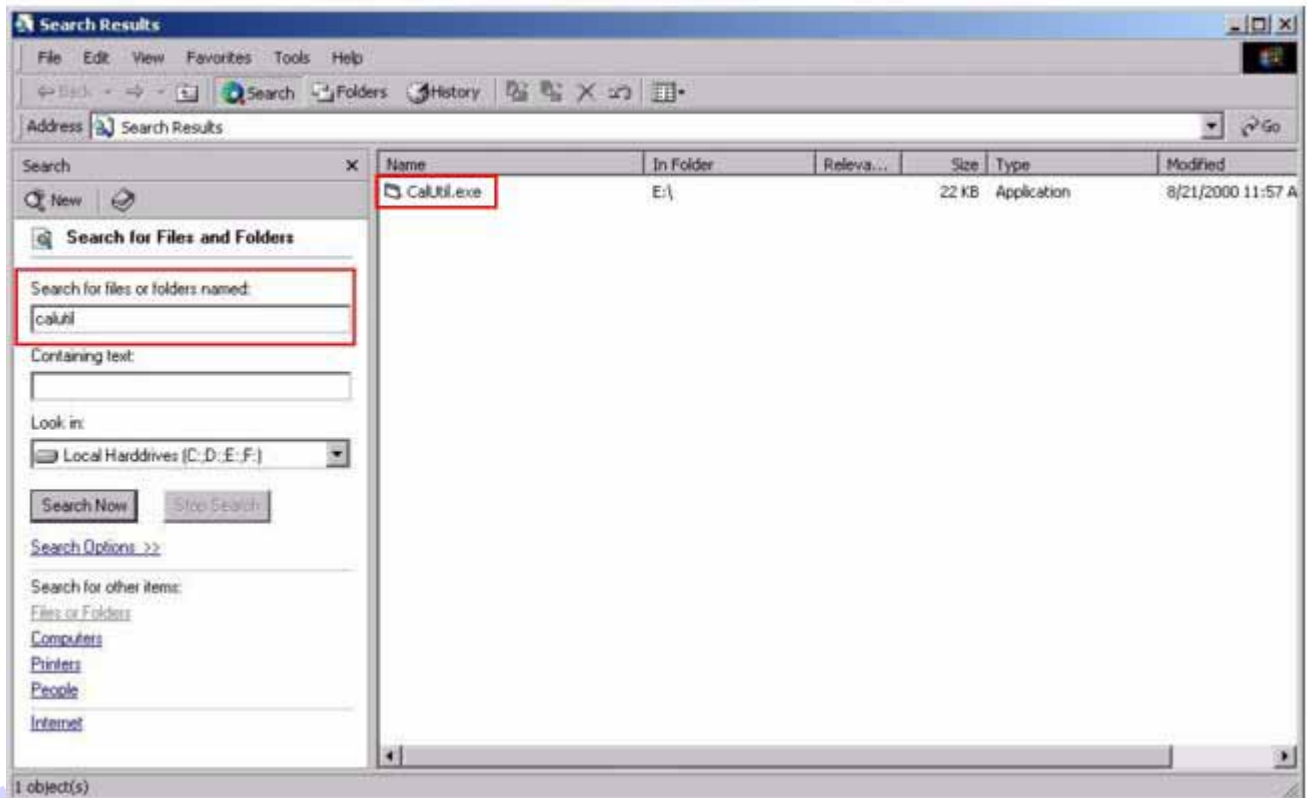 Search Results
File Edit View Favorites Tools Help
Back Search Folders History
Address Search Results Go
Search
New
Search for Files and Folders
Search for files or folders named:
calutil
Containing text:
Look in:
Local Harddrives (C:,D:,E:,F:)
Search Now Stop Search
Search Options >>
Search for other items:
Files or Folders
Computers
Printers
People
Internet
Name In Folder Releva... Size Type Modified
CalUtil.exe E:\ 22 KB Application 8/21/2000 11:57 A
1 object(s)